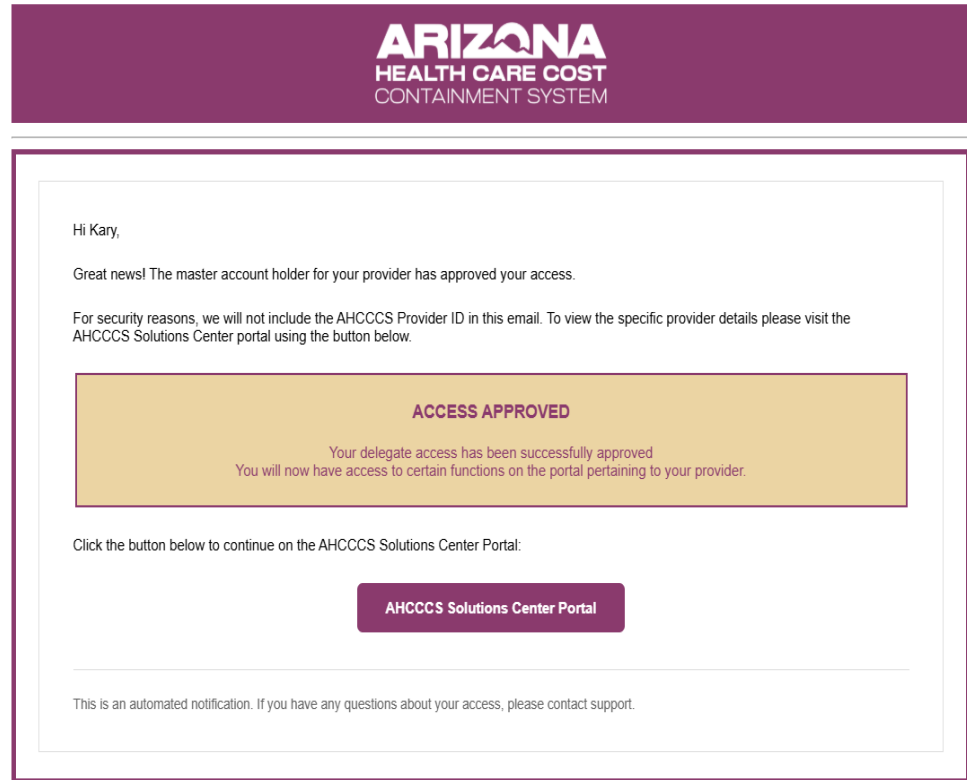 ARIZONA
HEALTH CARE COST
CONTAINMENT SYSTEM
Hi Kary,
Great news! The master account holder for your provider has approved your access.
For security reasons, we will not include the AHCCCS Provider ID in this email. To view the specific provider details please visit the
AHCCCS Solutions Center portal using the button below.
ACCESS APPROVED
Your delegate access has been successfully approved
You will now have access to certain functions on the portal pertaining to your provider.
Click the button below to continue on the AHCCCS Solutions Center Portal:
AHCCCS Solutions Center Portal
This is an automated notification. If you have any questions about your access, please contact support.